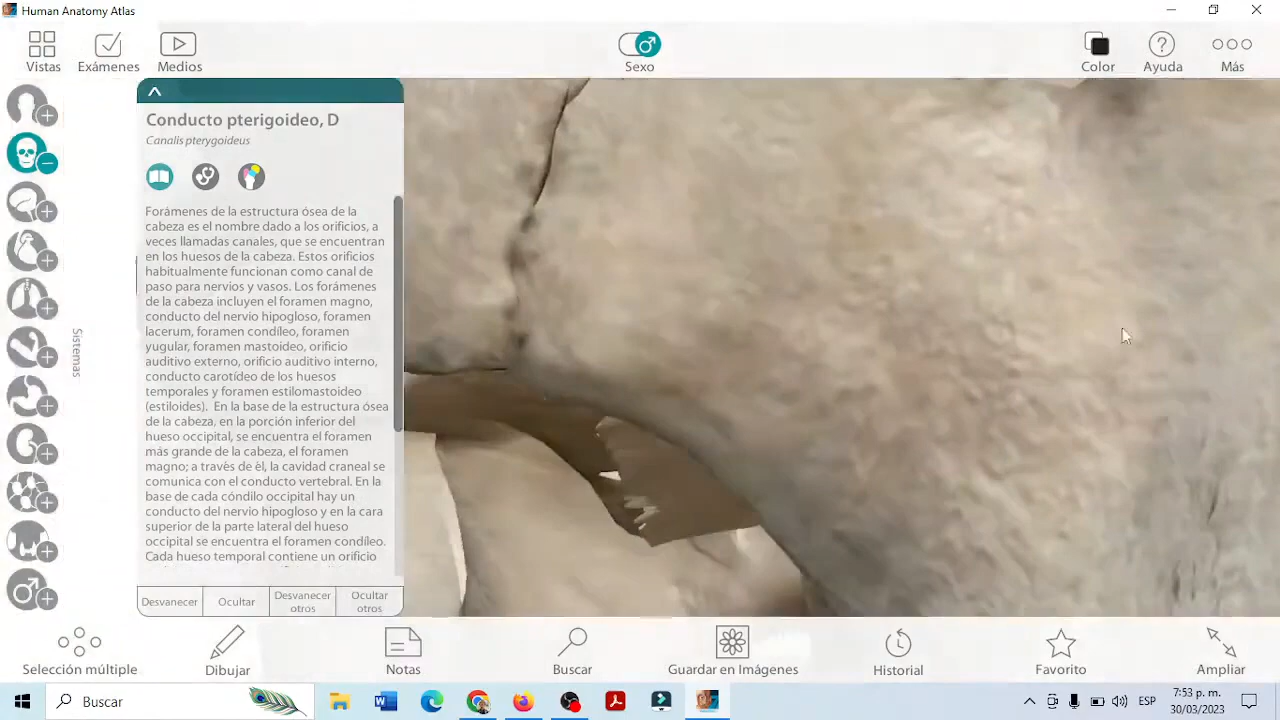 Human Anatomy Atlas
Vistas
Exámenes
Medios
Sexo
Color
Ayuda
Más
Conducto pterigoideo, D
Canalis pterygoideus
Forámenes de la estructura ósea de la
cabeza es el nombre dado a los orificios, a
veces llamadas canales, que se encuentran
en los huesos de la cabeza. Estos orificios
habitualmente funcionan como canal de
paso para nervios y vasos. Los forámenes
de la cabeza incluyen el foramen magno,
conducto del nervio hipogloso, foramen
lacerum, foramen condíleo, foramen
yugular, foramen mastoideo, orificio
auditivo externo, orificio auditivo interno,
conducto carotídeo de los huesos
temporales y foramen estilomastoideo
(estiloides). En la base de la estructura ósea
de la cabeza, en la porción inferior del
hueso occipital, se encuentra el foramen
más grande de la cabeza, el foramen
magno; a través de él, la cavidad craneal se
comunica con el conducto vertebral. En la
base de cada cóndilo occipital hay un
conducto del nervio hipogloso y en la cara
superior de la parte lateral del hueso
occipital se encuentra el foramen condíleo.
Cada hueso temporal contiene un orificio
Sistemas
Desvanecer
Ocultar
Desvanecer
otros
Ocultar
otros
Selección múltiple
Dibujar
Notas
Buscar
Guardar en Imágenes
Historial
Favorito
Ampliar
Buscar
ESP
7:53 p. m.
30/03/2023